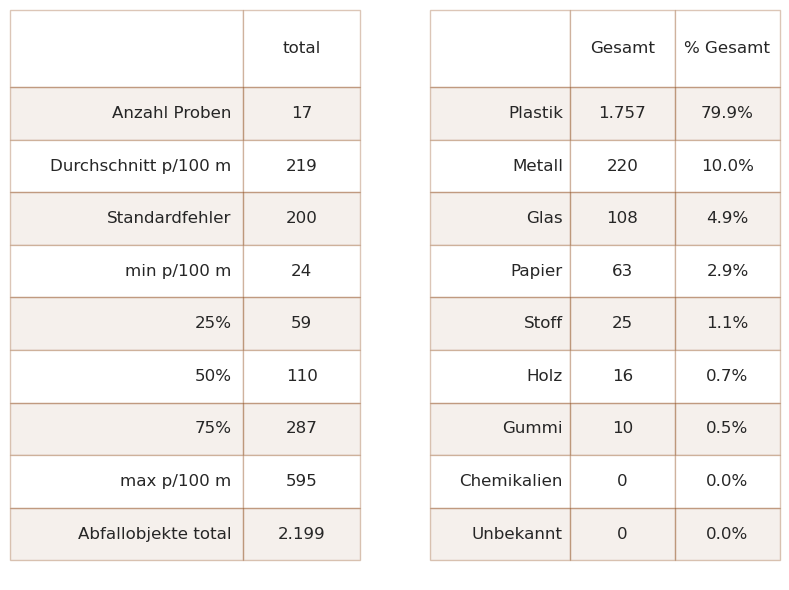 total
Anzahl Proben 17
Durchschnitt p/100 m 219
Standardfehler 200
min p/100 m 24
25% 59
50% 110
75% 287
max p/100 m 595
Abfallobjekte total 2.199
Gesamt % Gesamt
Plastik 1.757 79.9%
Metall 220 10.0%
Glas 108 4.9%
Papier 63 2.9%
Stoff 25 1.1%
Holz 16 0.7%
Gummi 10 0.5%
Chemikalien 0 0.0%
Unbekannt 0 0.0%